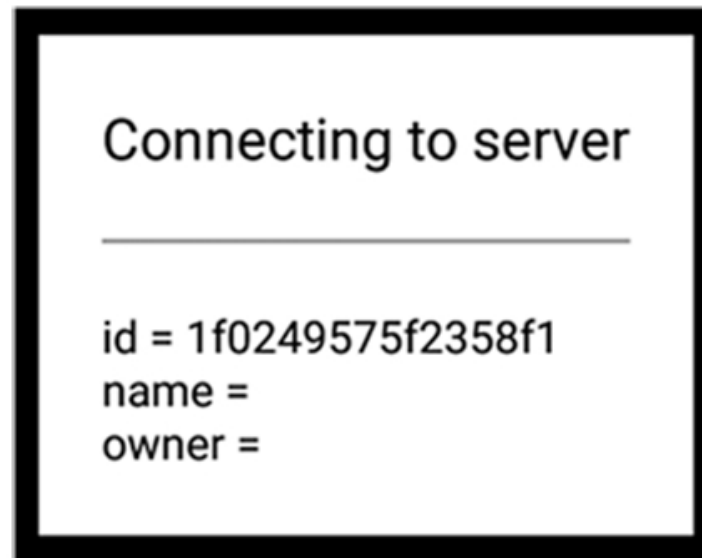 Connecting to server
id = 1f0249575f2358f1
name =
owner =